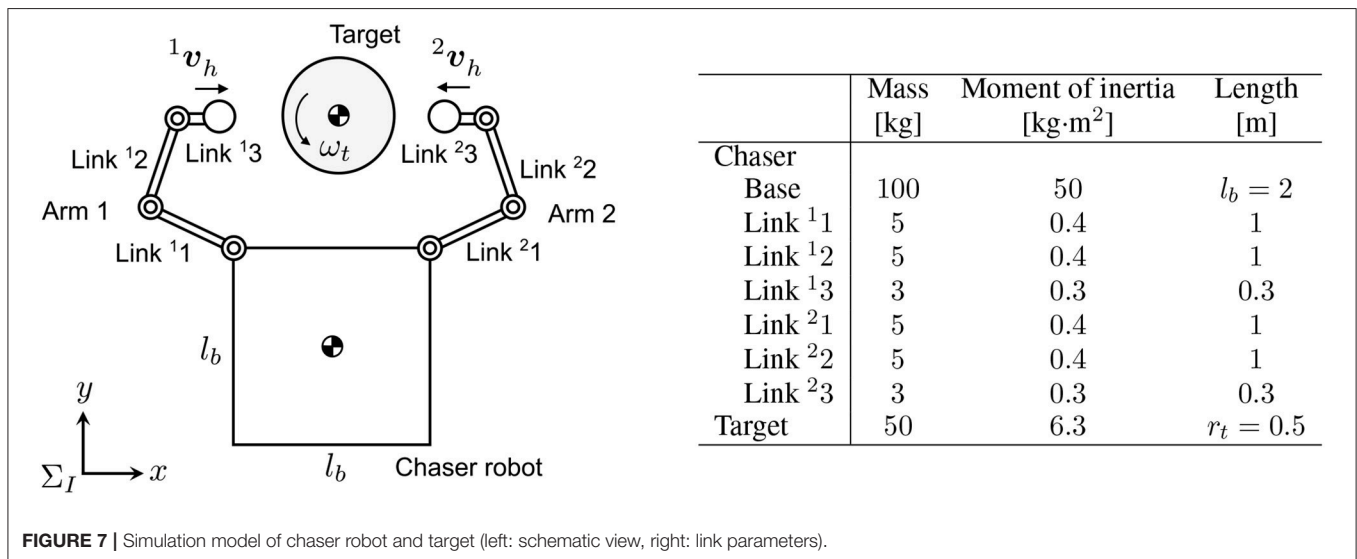 Target
¹𝒗ₕ
²𝒗ₕ
ωₜ
Link ¹2
Link ¹3
Link ²3
Link ²2
Arm 1
Arm 2
Link ¹1
Link ²1
l_b
l_b
Chaser robot
y
x
Σ_I
Mass Moment of inertia Length
[kg] [kg·m²] [m]
Chaser
Base 100 50 l_b = 2
Link ¹1 5 0.4 1
Link ¹2 5 0.4 1
Link ¹3 3 0.3 0.3
Link ²1 5 0.4 1
Link ²2 5 0.4 1
Link ²3 3 0.3 0.3
Target 50 6.3 rₜ = 0.5
FIGURE 7 | Simulation model of chaser robot and target (left: schematic view, right: link parameters).